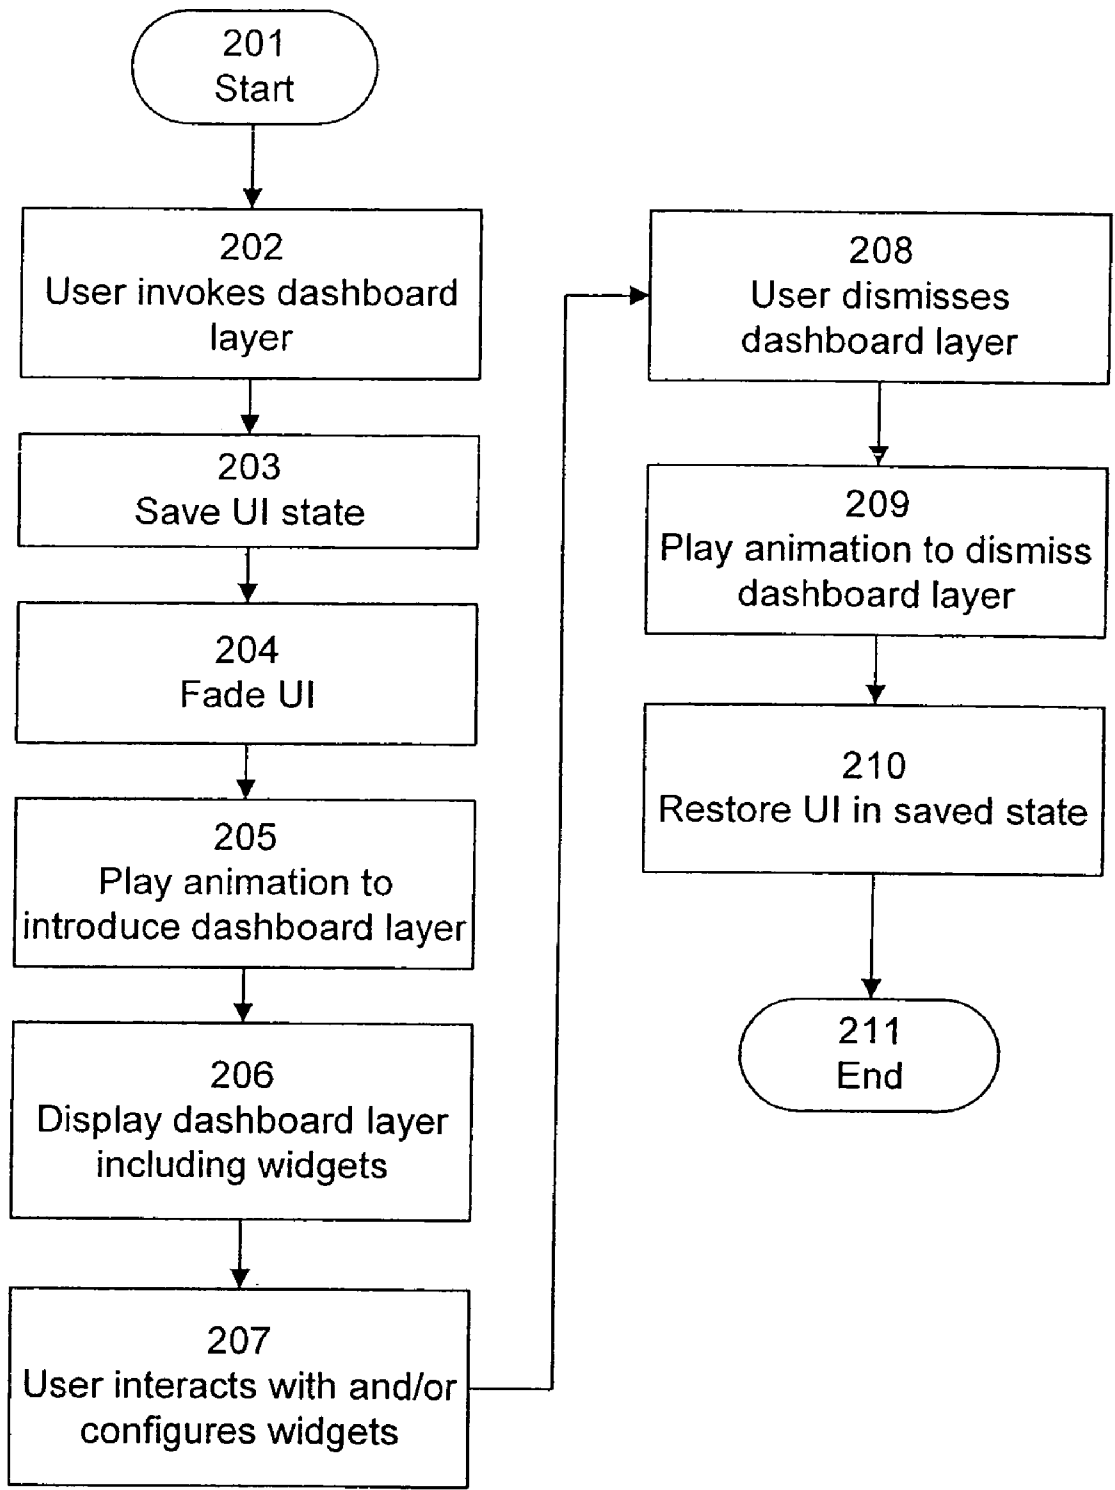 201
Start
202
User invokes dashboard
layer
203
Save UI state
204
Fade UI
205
Play animation to
introduce dashboard layer
206
Display dashboard layer
including widgets
207
User interacts with and/or
configures widgets
208
User dismisses
dashboard layer
209
Play animation to dismiss
dashboard layer
210
Restore UI in saved state
211
End